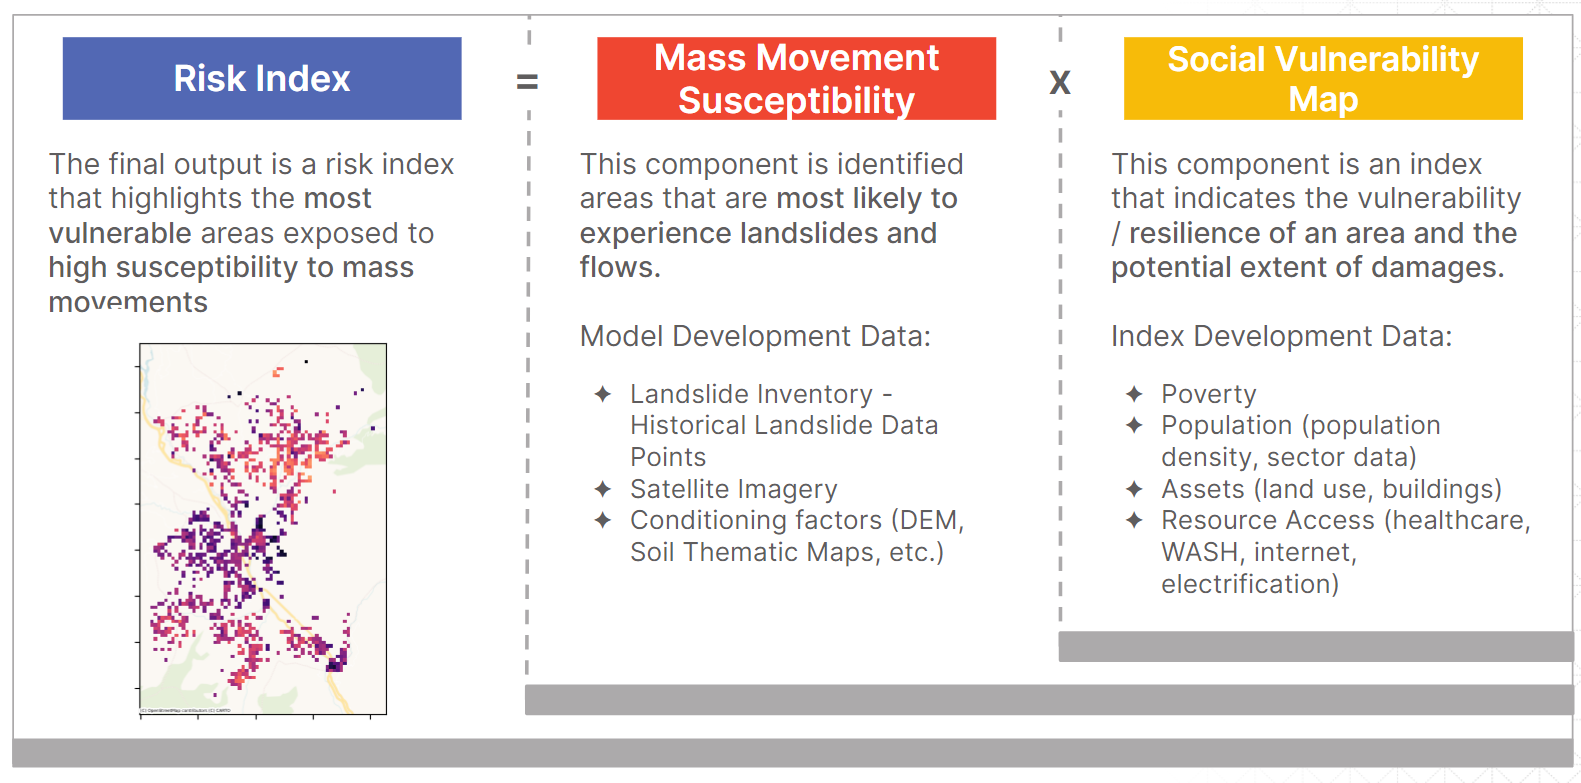 Risk Index
=
Mass Movement
Susceptibility
x
Social Vulnerability
Map
The final output is a risk index
that highlights the most
vulnerable areas exposed to
high susceptibility to mass
movements
This component is identified
areas that are most likely to
experience landslides and
flows.
Model Development Data:
✦ Landslide Inventory -
Historical Landslide Data
Points
✦ Satellite Imagery
✦ Conditioning factors (DEM,
Soil Thematic Maps, etc.)
This component is an index
that indicates the vulnerability
/ resilience of an area and the
potential extent of damages.
Index Development Data:
✦ Poverty
✦ Population (population
density, sector data)
✦ Assets (land use, buildings)
✦ Resource Access (healthcare,
WASH, internet,
electrification)
(C) OpenStreetMap contributors (C) CARTO